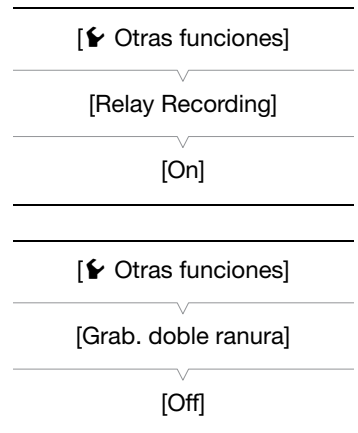 [Otras funciones]
[Relay Recording]
[On]
[Otras funciones]
[Grab. doble ranura]
[Off]